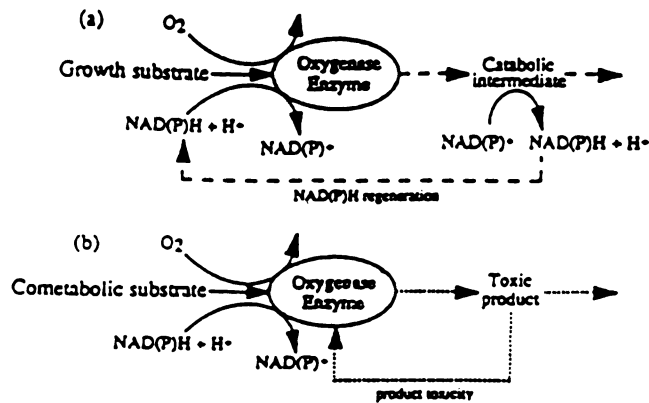 (a)
O2
Growth substrate
Oxygenase
Enzyme
Catabolic
intermediate
NAD(P)H + H+
NAD(P)+
NAD(P)+
NAD(P)H + H+
NAD(P)H regeneration
(b)
O2
Cometabolic substrate
Oxygenase
Enzyme
Toxic
product
NAD(P)H + H+
NAD(P)+
product toxicity